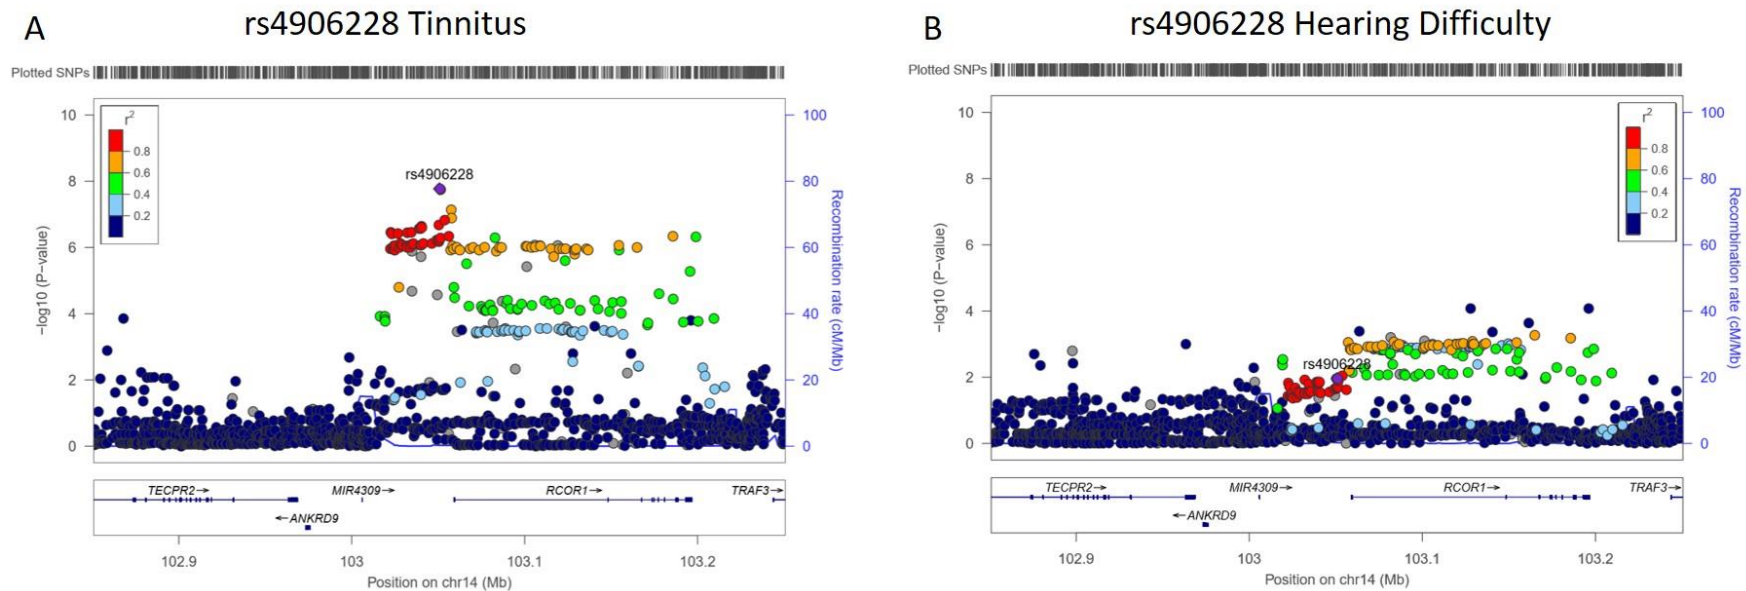 A
rs4906228 Tinnitus
Plotted SNPs
r²
0.8
0.6
0.4
0.2
rs4906228
10
8
6
4
2
0
−log10 (P−value)
100
80
60
40
20
0
Recombination rate (cM/Mb)
TECPR2→
MIR4309→
RCOR1→
TRAF3→
←ANKRD9
102.9
103
103.1
103.2
Position on chr14 (Mb)
B
rs4906228 Hearing Difficulty
Plotted SNPs
r²
0.8
0.6
0.4
0.2
rs4906228
10
8
6
4
2
0
−log10 (P−value)
100
80
60
40
20
0
Recombination rate (cM/Mb)
TECPR2→
MIR4309→
RCOR1→
TRAF3→
←ANKRD9
102.9
103
103.1
103.2
Position on chr14 (Mb)